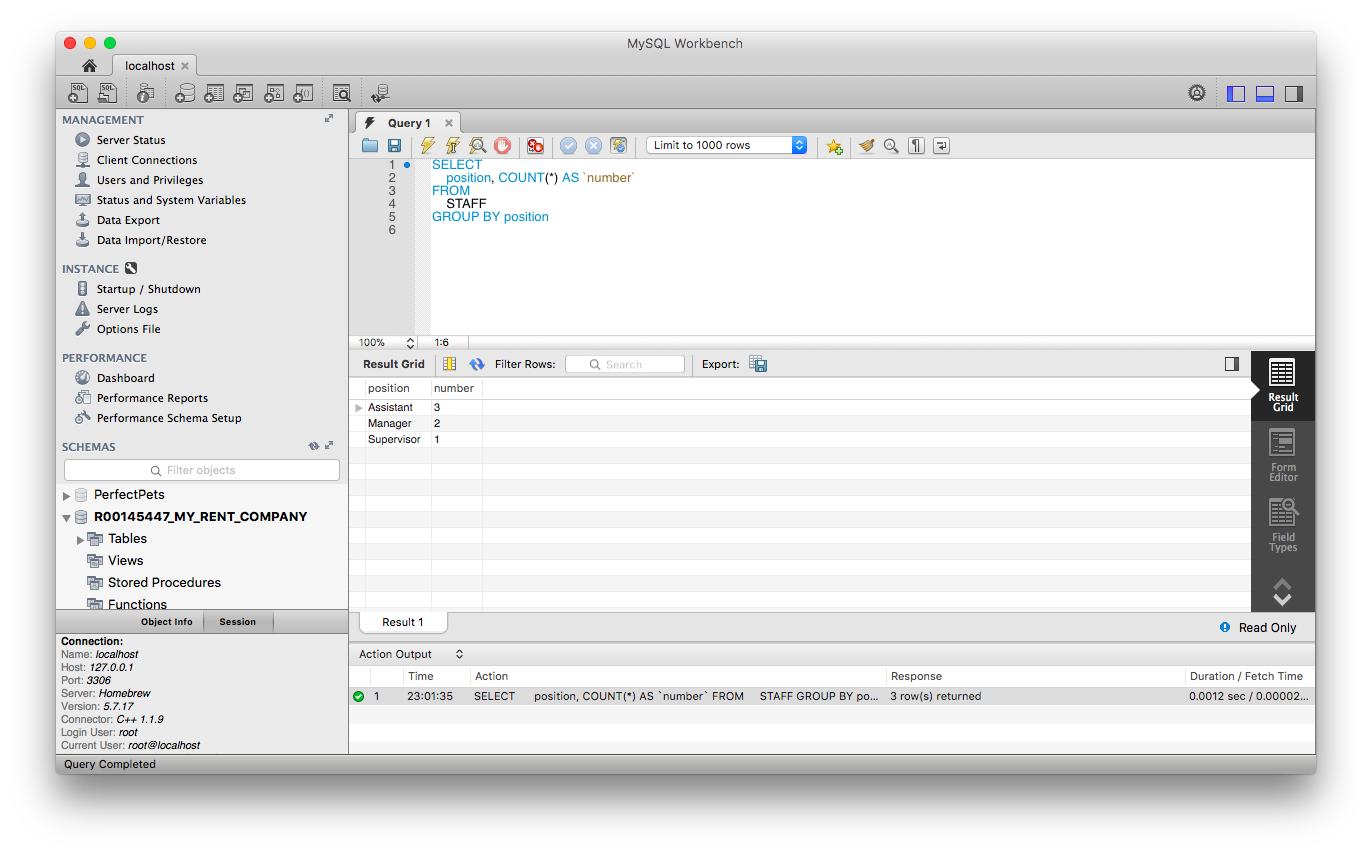 MySQL Workbench
localhost
MANAGEMENT
Server Status
Client Connections
Users and Privileges
Status and System Variables
Data Export
Data Import/Restore
INSTANCE
Startup / Shutdown
Server Logs
Options File
PERFORMANCE
Dashboard
Performance Reports
Performance Schema Setup
SCHEMAS
Filter objects
PerfectPets
R00145447_MY_RENT_COMPANY
Tables
Views
Stored Procedures
Functions
Object Info Session
Connection:
Name: localhost
Host: 127.0.0.1
Port: 3306
Server: Homebrew
Version: 5.7.17
Connector: C++ 1.1.9
Login User: root
Current User: root@localhost
Query 1
Limit to 1000 rows
1 SELECT
2 position, COUNT(*) AS `number`
3 FROM
4 STAFF
5 GROUP BY position
6
100% 1:6
Result Grid Filter Rows: Search Export:
position number
Assistant 3
Manager 2
Supervisor 1
Result Grid
Form Editor
Field Types
Result 1
Read Only
Action Output
Time Action Response Duration / Fetch Time
1 23:01:35 SELECT position, COUNT(*) AS `number` FROM STAFF GROUP BY po... 3 row(s) returned 0.0012 sec / 0.00002...
Query Completed